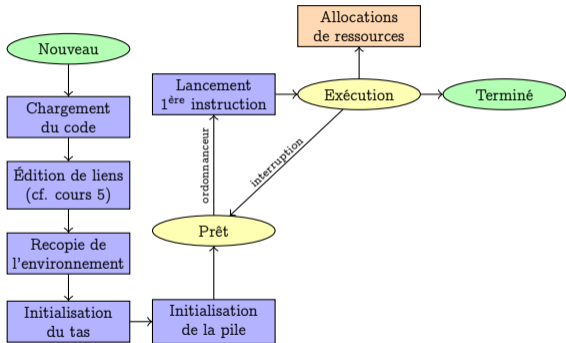 Nouveau
Chargement
du code
Édition de liens
(cf. cours 5)
Recopie de
l'environnement
Initialisation
du tas
Initialisation
de la pile
Prêt
ordonnanceur
interruption
Lancement
1ère instruction
Exécution
Allocations
de ressources
Terminé